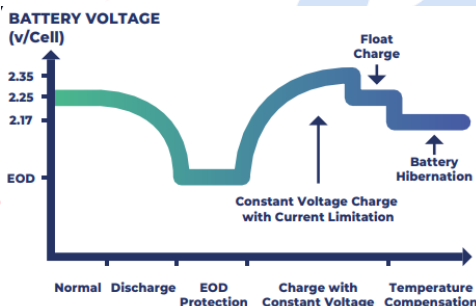 BATTERY VOLTAGE
(v/Cell)
Float
Charge
2.35
2.25
2.17
EOD
Battery
Hibernation
Constant Voltage Charge
with Current Limitation
Normal
Discharge
EOD
Protection
Charge with
Constant Voltage
Temperature
Compensation